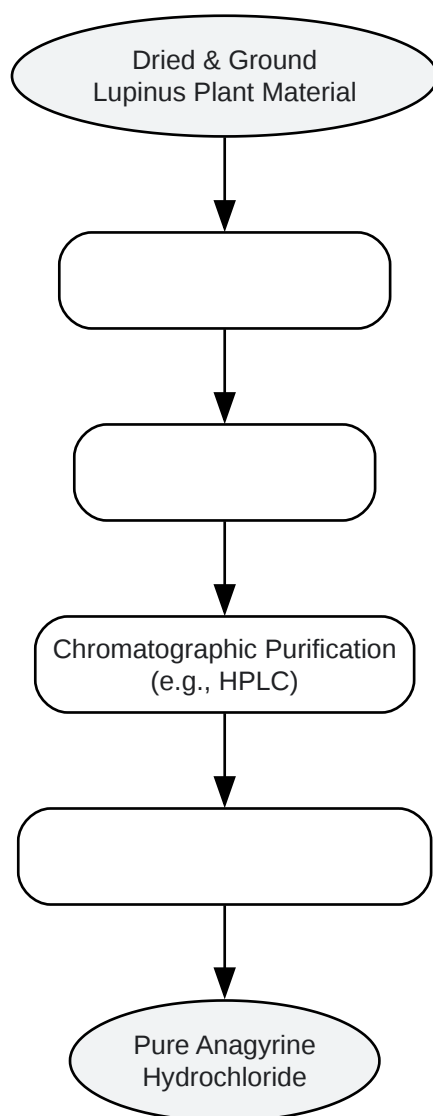 Dried & Ground
Lupinus Plant Material
Chromatographic Purification
(e.g., HPLC)
Pure Anagyrine
Hydrochloride